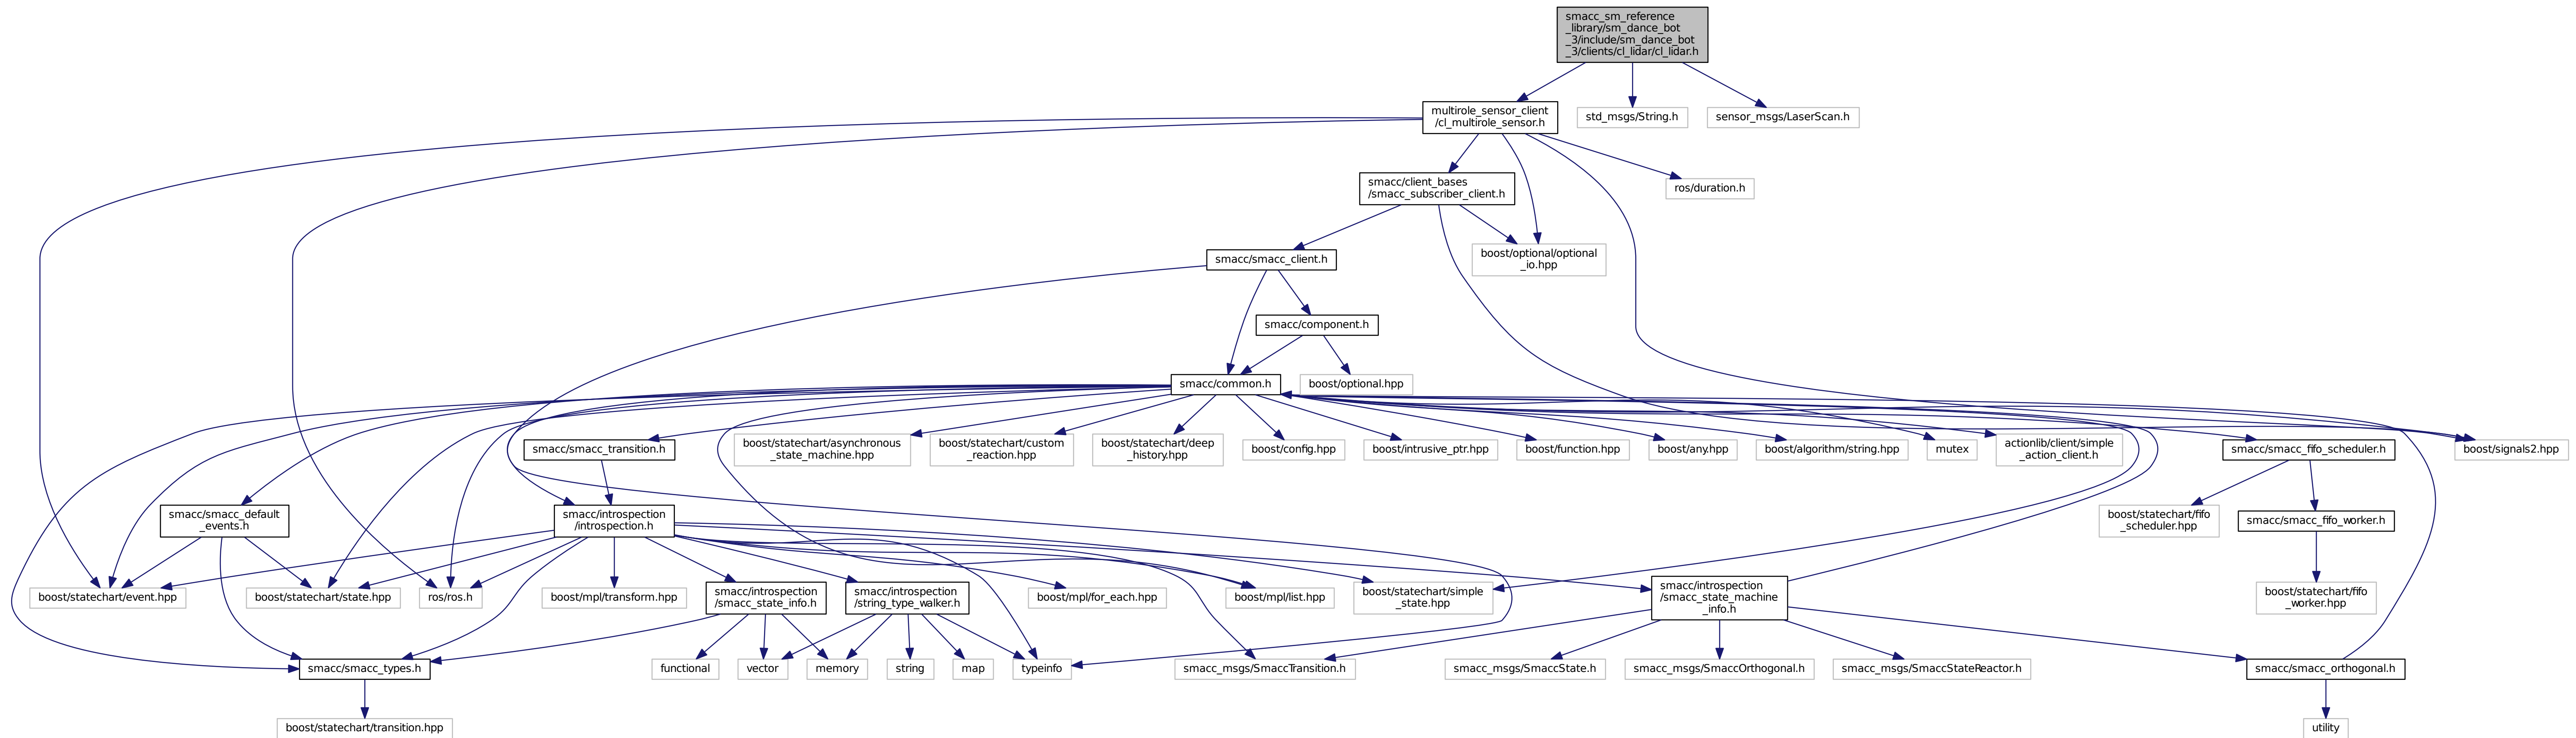 smacc_sm_reference
_library/sm_dance_bot
_3/include/sm_dance_bot
_3/clients/cl_lidar/cl_lidar.h
multirole_sensor_client
/cl_multirole_sensor.h
std_msgs/String.h
sensor_msgs/LaserScan.h
smacc/client_bases
/smacc_subscriber_client.h
ros/duration.h
smacc/smacc_client.h
boost/optional/optional
_io.hpp
smacc/component.h
smacc/common.h
boost/optional.hpp
smacc/smacc_transition.h
boost/statechart/asynchronous
_state_machine.hpp
boost/statechart/custom
_reaction.hpp
boost/statechart/deep
_history.hpp
boost/config.hpp
boost/intrusive_ptr.hpp
boost/function.hpp
boost/any.hpp
boost/algorithm/string.hpp
mutex
actionlib/client/simple
_action_client.h
smacc/smacc_fifo_scheduler.h
boost/signals2.hpp
smacc/smacc_default
_events.h
smacc/introspection
/introspection.h
boost/statechart/fifo
_scheduler.hpp
smacc/smacc_fifo_worker.h
boost/statechart/event.hpp
boost/statechart/state.hpp
ros/ros.h
boost/mpl/transform.hpp
smacc/introspection
/smacc_state_info.h
smacc/introspection
/string_type_walker.h
boost/mpl/for_each.hpp
boost/mpl/list.hpp
boost/statechart/simple
_state.hpp
smacc/introspection
/smacc_state_machine
_info.h
boost/statechart/fifo
_worker.hpp
smacc/smacc_types.h
functional
vector
memory
string
map
typeinfo
smacc_msgs/SmaccTransition.h
smacc_msgs/SmaccState.h
smacc_msgs/SmaccOrthogonal.h
smacc_msgs/SmaccStateReactor.h
smacc/smacc_orthogonal.h
boost/statechart/transition.hpp
utility